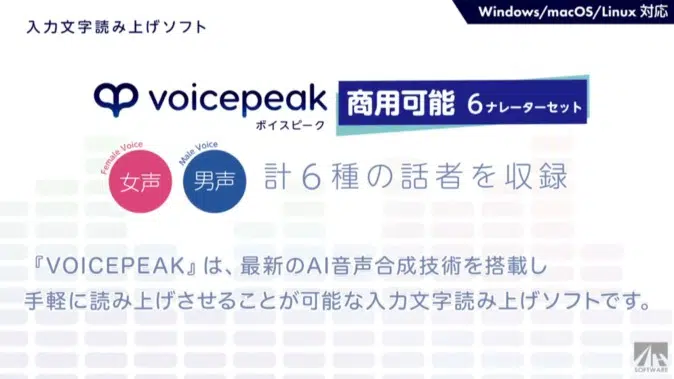 入力文字読み上げソフト
Windows/macOS/Linux 対応
voicepeak
ボイスピーク
商用可能 6ナレーターセット
Female Voice
女声
Male Voice
男声
計6種の話者を収録
『VOICEPEAK』は、最新のAI音声合成技術を搭載し
手軽に読み上げさせることが可能な入力文字読み上げソフトです。
AH
SOFTWARE